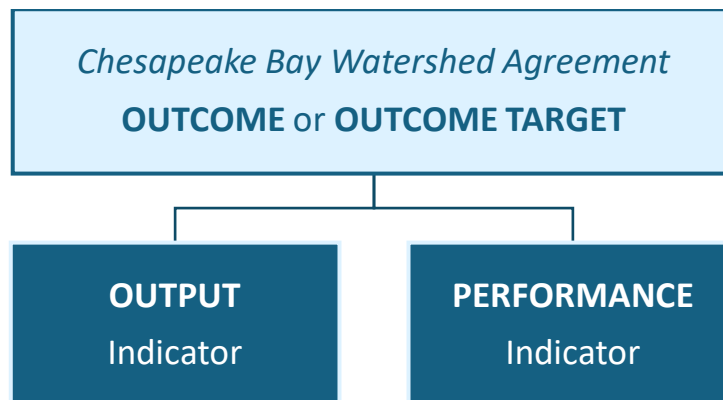 Chesapeake Bay Watershed Agreement
OUTCOME or OUTCOME TARGET
OUTPUT
Indicator
PERFORMANCE
Indicator